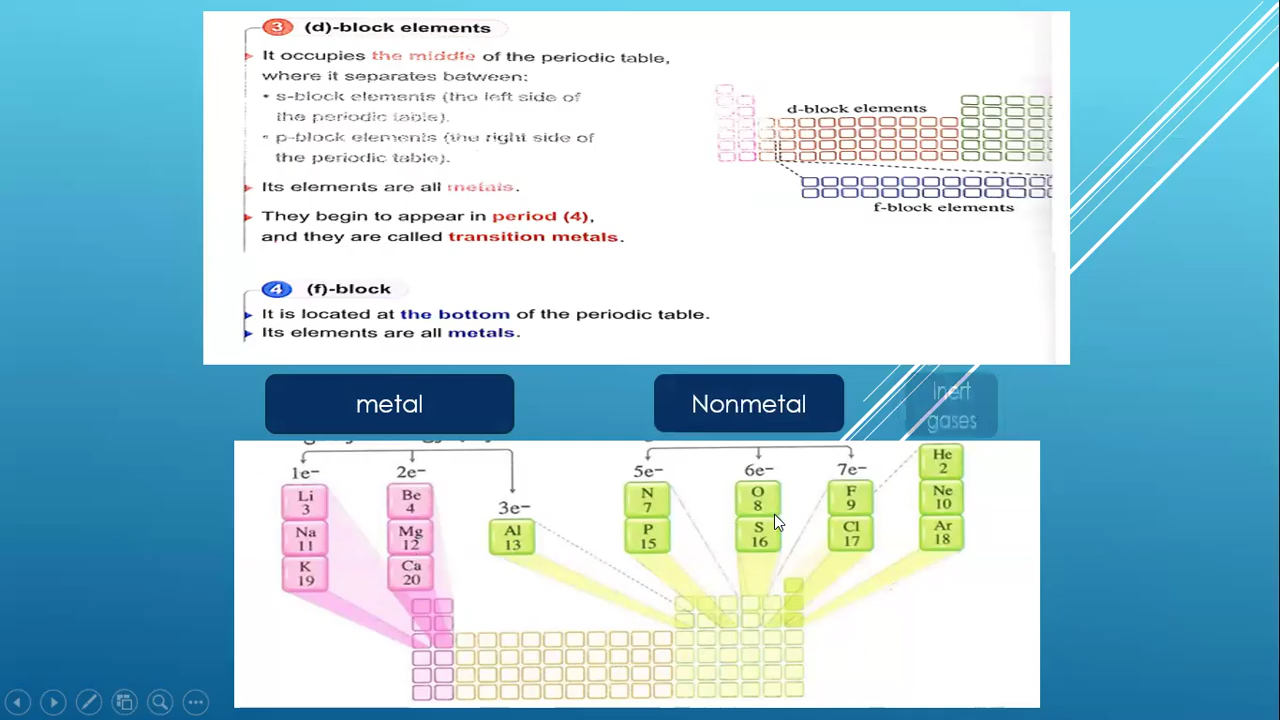 3 (d)-block elements
It occupies the middle of the periodic table,
where it separates between:
• s-block elements (the left side of
the periodic table).
• p-block elements (the right side of
the periodic table).
Its elements are all metals.
They begin to appear in period (4),
and they are called transition metals.
d-block elements
f-block elements
4 (f)-block
It is located at the bottom of the periodic table.
Its elements are all metals.
metal
Nonmetal
Inert
gases
1e− 2e− 3e− 5e− 6e− 7e−
Li
3
Na
11
K
19
Be
4
Mg
12
Ca
20
Al
13
N
7
P
15
O
8
S
16
F
9
Cl
17
He
2
Ne
10
Ar
18